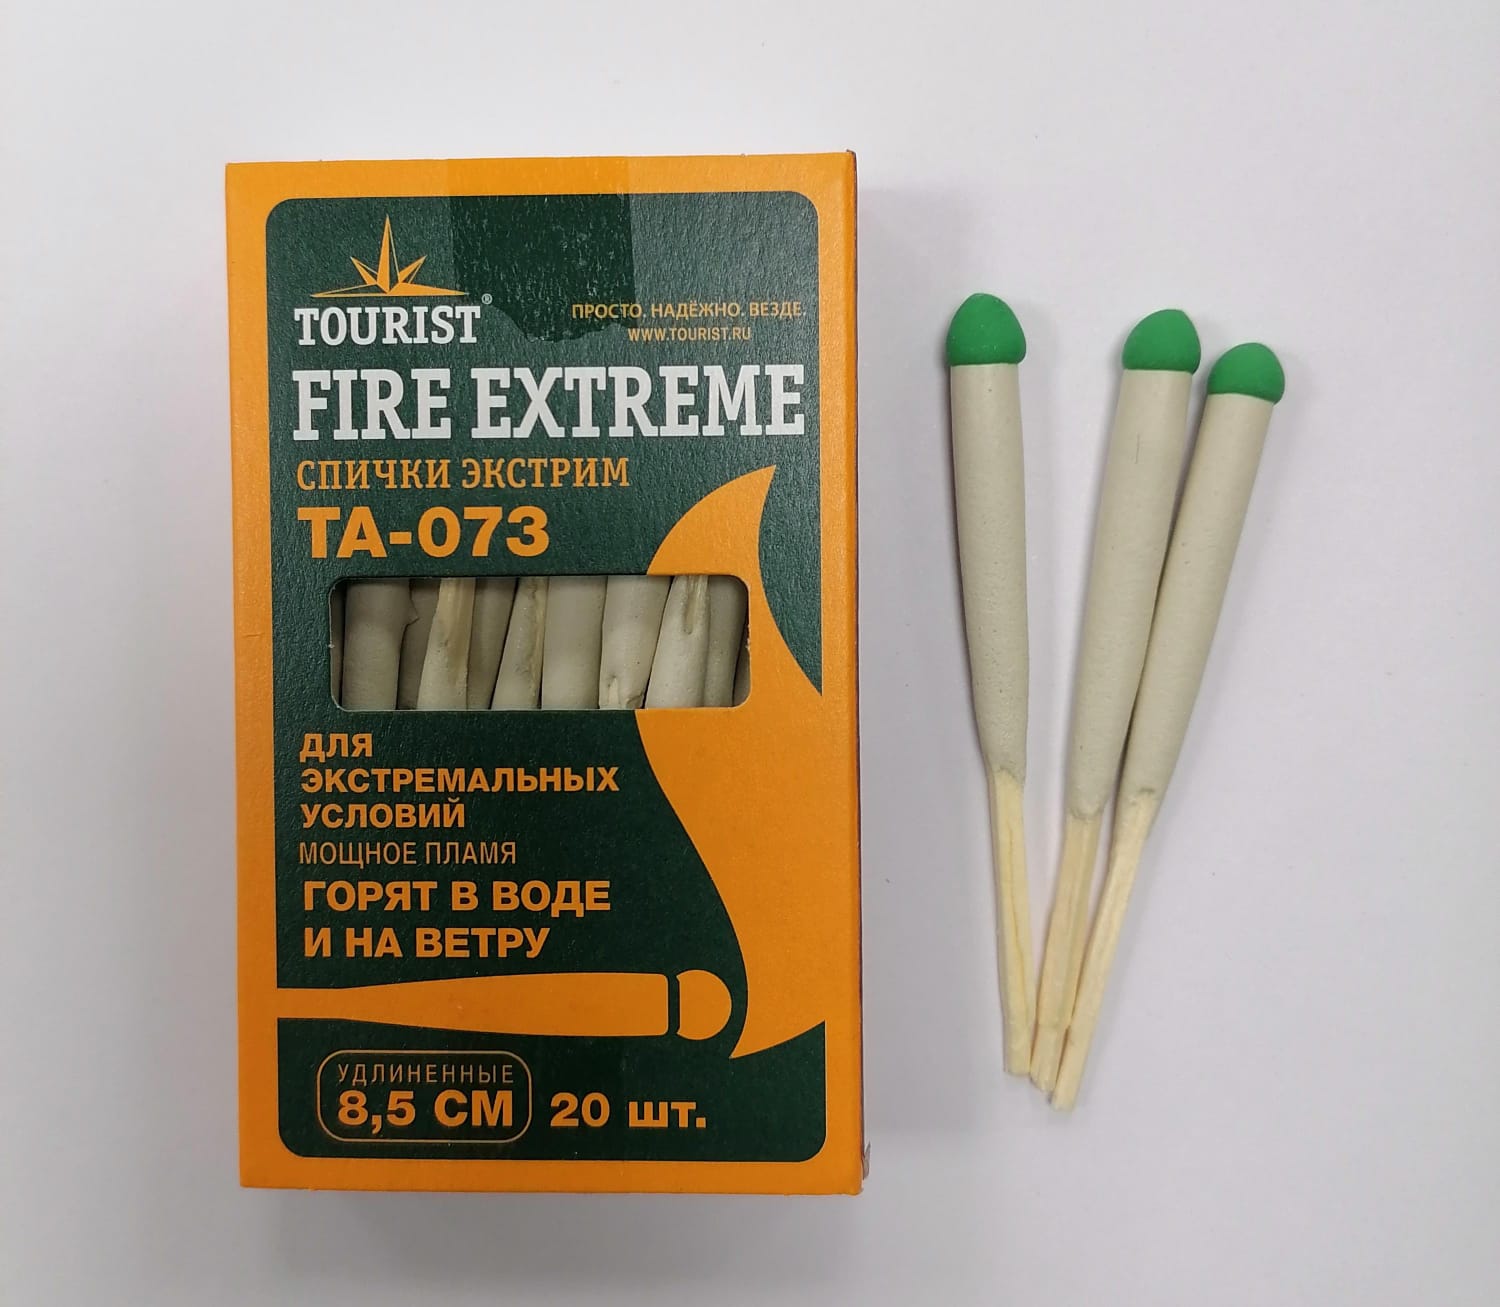 TOURIST®
ПРОСТО. НАДЁЖНО. ВЕЗДЕ.
WWW.TOURIST.RU
FIRE EXTREME
СПИЧКИ ЭКСТРИМ
TA-073
ДЛЯ
ЭКСТРЕМАЛЬНЫХ
УСЛОВИЙ
МОЩНОЕ ПЛАМЯ
ГОРЯТ В ВОДЕ
И НА ВЕТРУ
УДЛИНЕННЫЕ
8,5 СМ
20 шт.